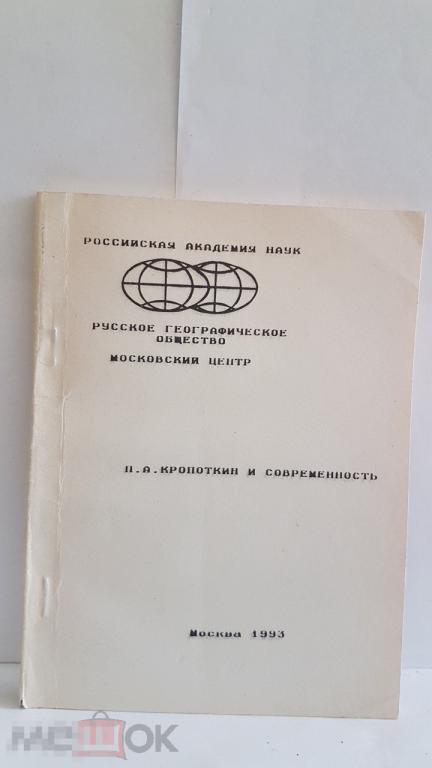 РОССИЙСКАЯ АКАДЕМИЯ НАУК
РУССКОЕ ГЕОГРАФИЧЕСКОЕ
ОБЩЕСТВО
МОСКОВСКИЙ ЦЕНТР
П.А.КРОПОТКИН И СОВРЕМЕННОСТЬ
Москва 1993
МЕШОК